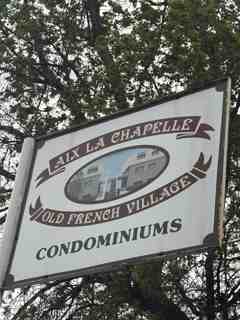 AIX LA CHAPELLE
OLD FRENCH VILLAGE
CONDOMINIUMS